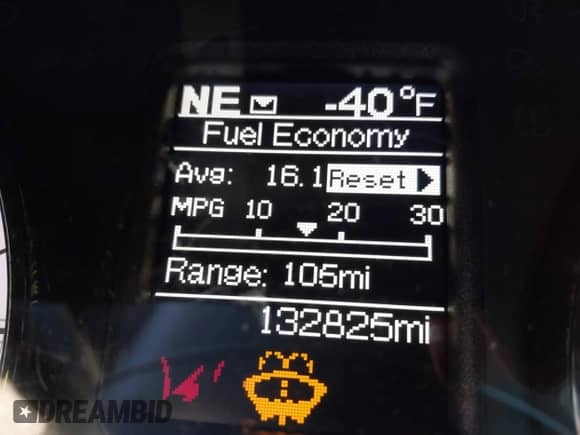 NE -40°F
Fuel Economy
Avg: 16.1 Reset
MPG 10 20 30
Range: 105mi
132825mi
DREAMBID